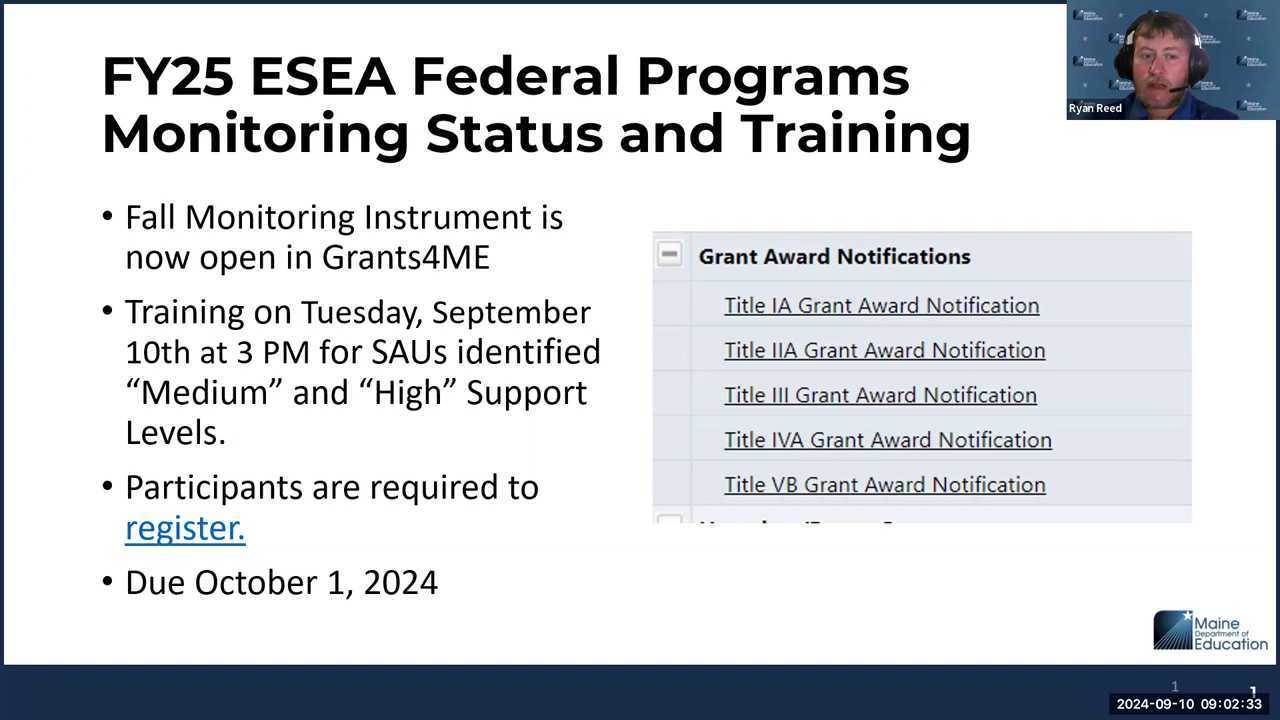 FY25 ESEA Federal Programs
Monitoring Status and Training
Ryan Reed
• Fall Monitoring Instrument is
now open in Grants4ME
• Training on Tuesday, September
10th at 3 PM for SAUs identified
“Medium” and “High” Support
Levels.
• Participants are required to
register.
• Due October 1, 2024
Grant Award Notifications
Title IA Grant Award Notification
Title IIA Grant Award Notification
Title III Grant Award Notification
Title IVA Grant Award Notification
Title VB Grant Award Notification
Maine
Department of
Education
1
1
2024-09-10 09:02:33